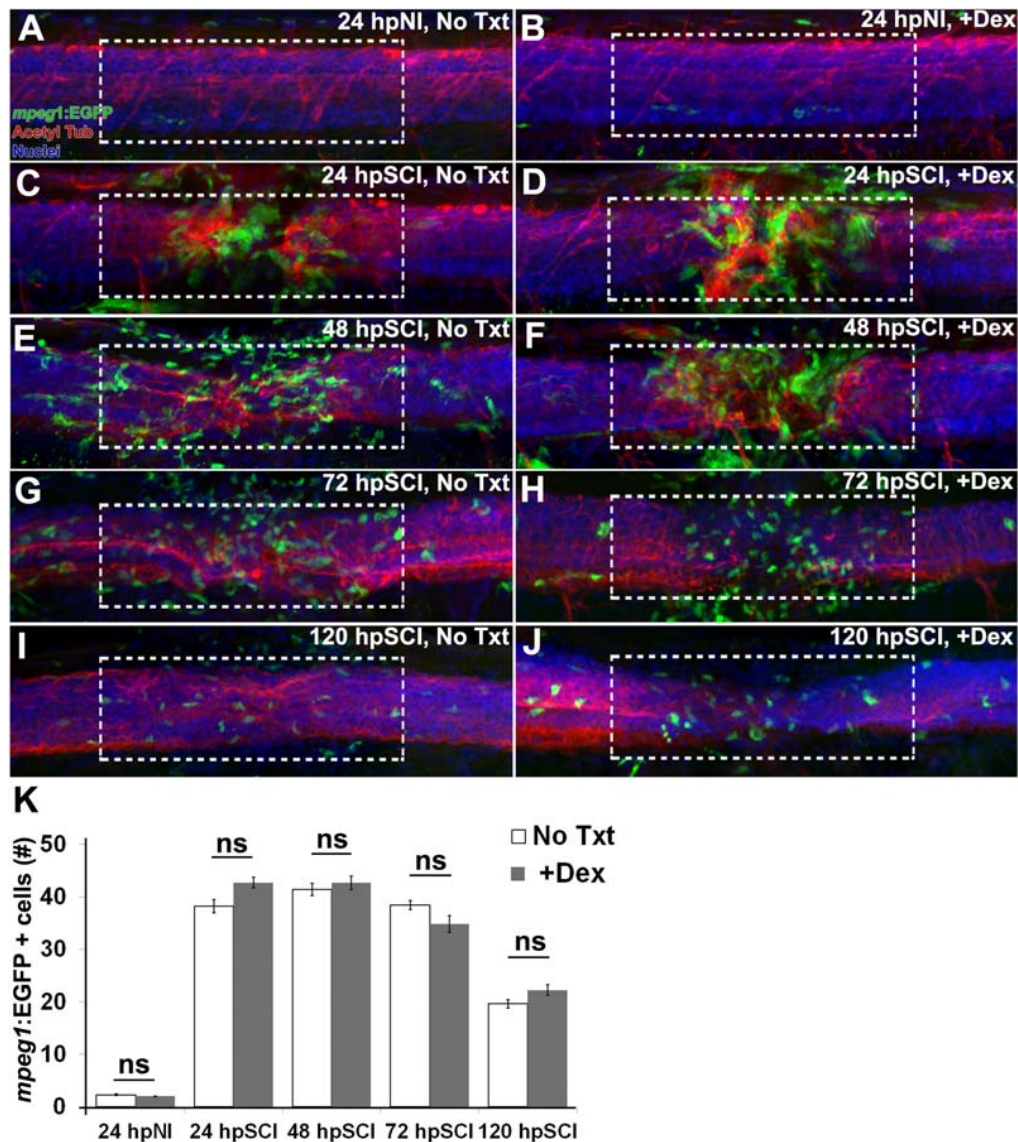 A
24 hpNI, No Txt
mpeg1:EGFP
Acetyl Tub
Nuclei
B
24 hpNI, +Dex
C
24 hpSCI, No Txt
D
24 hpSCI, +Dex
E
48 hpSCI, No Txt
F
48 hpSCI, +Dex
G
72 hpSCI, No Txt
H
72 hpSCI, +Dex
I
120 hpSCI, No Txt
J
120 hpSCI, +Dex
K
mpeg1:EGFP + cells (#)
50
40
30
20
10
0
ns
ns
ns
ns
ns
No Txt
+Dex
24 hpNI
24 hpSCI
48 hpSCI
72 hpSCI
120 hpSCI